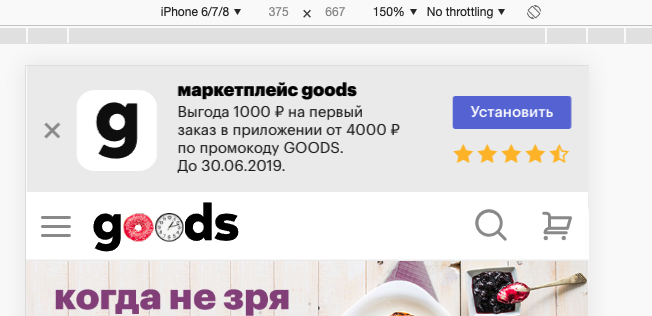 iPhone 6/7/8 ▼ 375 × 667 150% ▼ No throttling ▼
маркетплейс goods
Выгода 1000 ₽ на первый
заказ в приложении от 4000 ₽
по промокоду GOODS.
До 30.06.2019.
g
Установить
goods
когда не зря